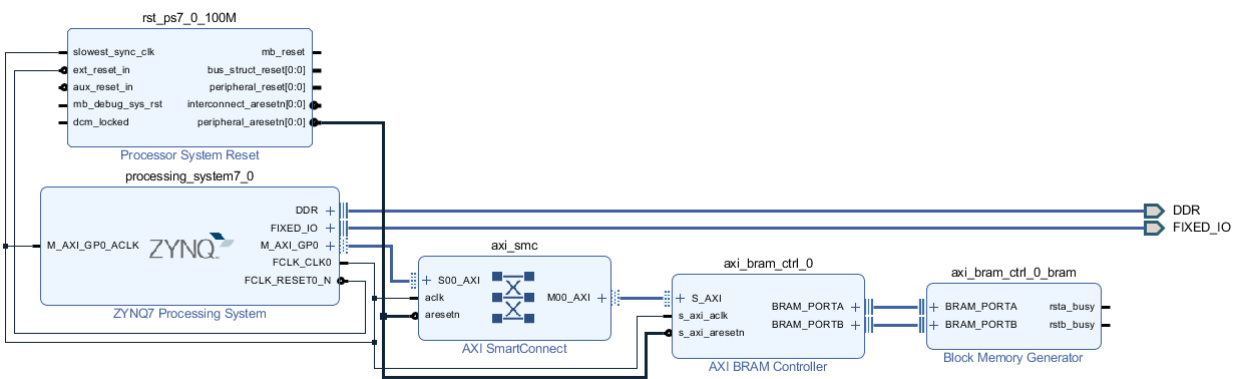 rst_ps7_0_100M
slowest_sync_clk
mb_reset
ext_reset_in
bus_struct_reset[0:0]
aux_reset_in
peripheral_reset[0:0]
mb_debug_sys_rst
interconnect_aresetn[0:0]
dcm_locked
peripheral_aresetn[0:0]
Processor System Reset
processing_system7_0
DDR
FIXED_IO
M_AXI_GP0_ACLK
ZYNQ
M_AXI_GP0
FCLK_CLK0
FCLK_RESET0_N
ZYNQ7 Processing System
axi_smc
S00_AXI
aclk
M00_AXI
aresetn
AXI SmartConnect
axi_bram_ctrl_0
S_AXI
BRAM_PORTA
s_axi_aclk
BRAM_PORTB
s_axi_aresetn
AXI BRAM Controller
axi_bram_ctrl_0_bram
BRAM_PORTA
rsta_busy
BRAM_PORTB
rstb_busy
Block Memory Generator
DDR
FIXED_IO